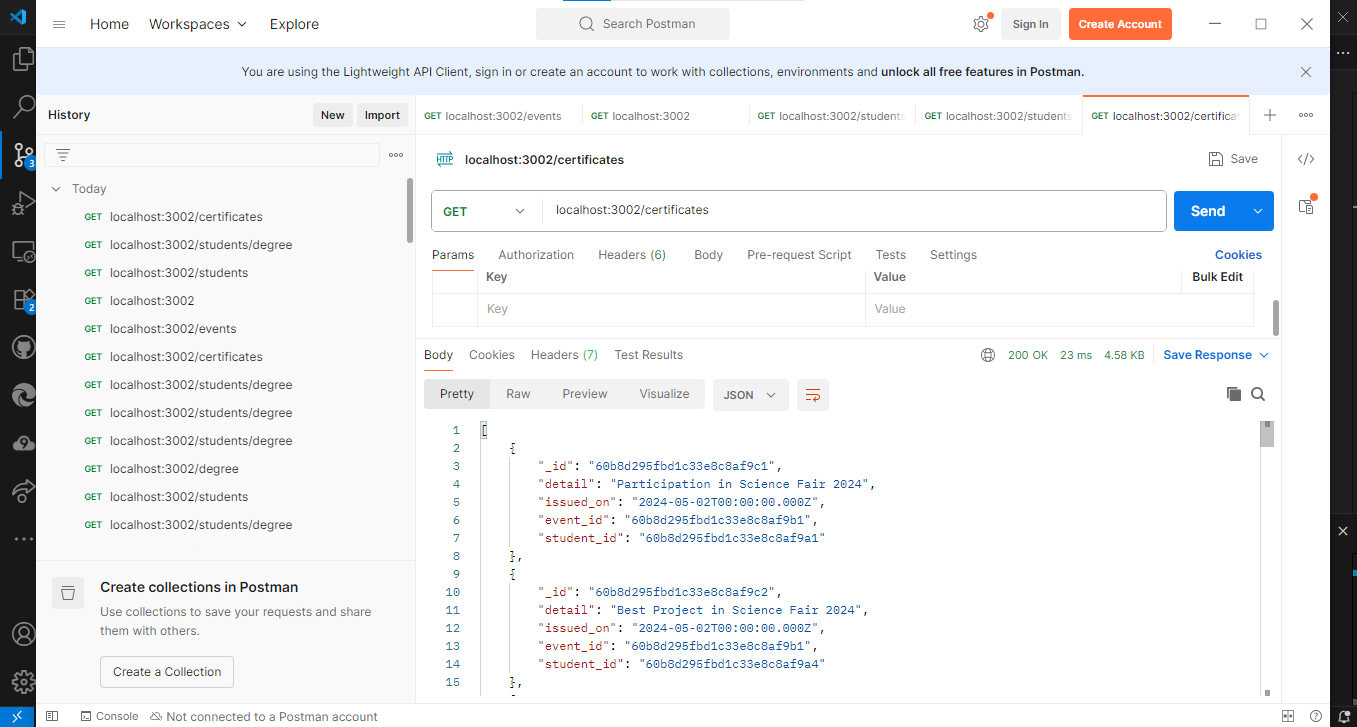 Home Workspaces Explore Search Postman Sign In Create Account
You are using the Lightweight API Client, sign in or create an account to work with collections, environments and unlock all free features in Postman.
History New Import
GET localhost:3002/events GET localhost:3002 GET localhost:3002/students GET localhost:3002/students GET localhost:3002/certifica
HTTP localhost:3002/certificates Save
Today
GET localhost:3002/certificates
GET localhost:3002/students/degree
GET localhost:3002/students
GET localhost:3002
GET localhost:3002/events
GET localhost:3002/certificates
GET localhost:3002/students/degree
GET localhost:3002/students/degree
GET localhost:3002/students/degree
GET localhost:3002/degree
GET localhost:3002/students
GET localhost:3002/students/degree
Create collections in Postman
Use collections to save your requests and share
them with others.
Create a Collection
GET localhost:3002/certificates Send
Params Authorization Headers (6) Body Pre-request Script Tests Settings Cookies
Key Value Bulk Edit
Key Value
Body Cookies Headers (7) Test Results 200 OK 23 ms 4.58 KB Save Response
Pretty Raw Preview Visualize JSON
1 [
2 {
3 "_id": "60b8d295fbd1c33e8c8af9c1",
4 "detail": "Participation in Science Fair 2024",
5 "issued_on": "2024-05-02T00:00:00.000Z",
6 "event_id": "60b8d295fbd1c33e8c8af9b1",
7 "student_id": "60b8d295fbd1c33e8c8af9a1"
8 },
9 {
10 "_id": "60b8d295fbd1c33e8c8af9c2",
11 "detail": "Best Project in Science Fair 2024",
12 "issued_on": "2024-05-02T00:00:00.000Z",
13 "event_id": "60b8d295fbd1c33e8c8af9b1",
14 "student_id": "60b8d295fbd1c33e8c8af9a4"
15 },
Console Not connected to a Postman account
3
2
9